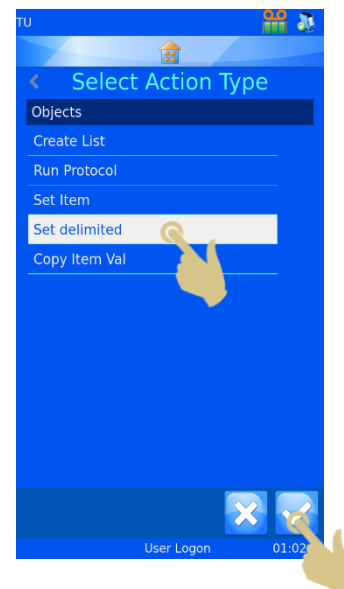 TU
Select Action Type
Objects
Create List
Run Protocol
Set Item
Set delimited
Copy Item Val
User Logon 01:02